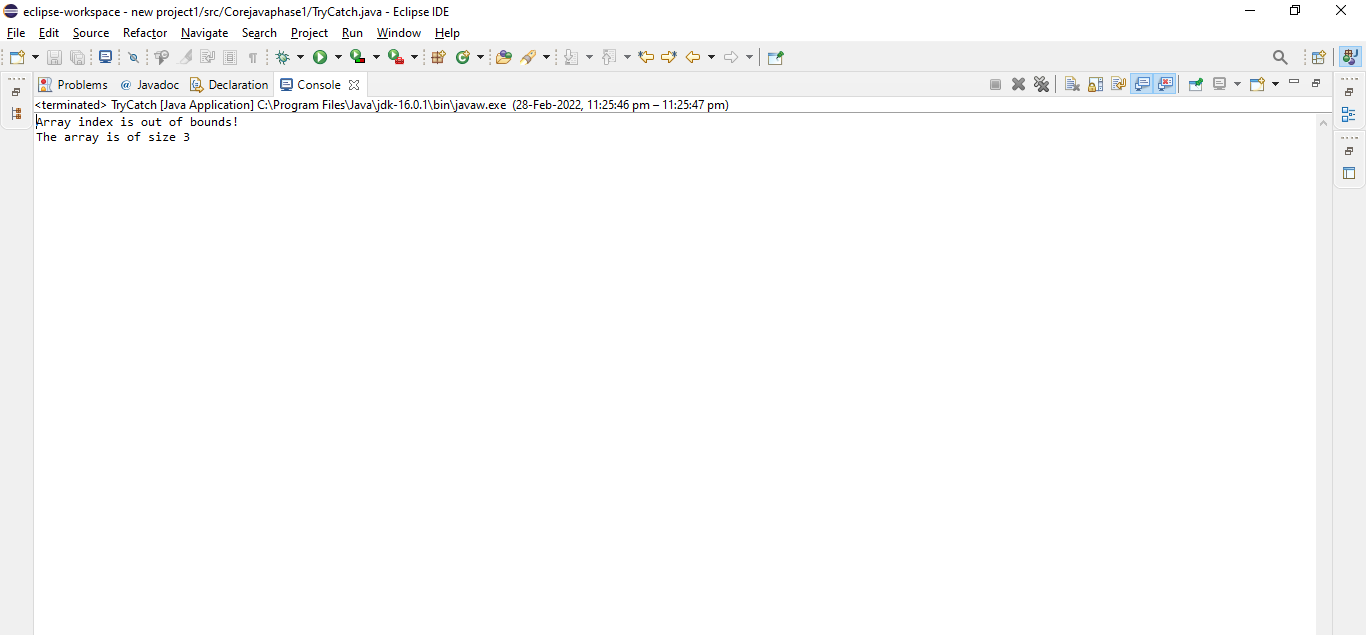 eclipse-workspace - new project1/src/Corejavaphase1/TryCatch.java - Eclipse IDE
File Edit Source Refactor Navigate Search Project Run Window Help
Problems @ Javadoc Declaration Console
<terminated> TryCatch [Java Application] C:\Program Files\Java\jdk-16.0.1\bin\javaw.exe (28-Feb-2022, 11:25:46 pm – 11:25:47 pm)
Array index is out of bounds!
The array is of size 3